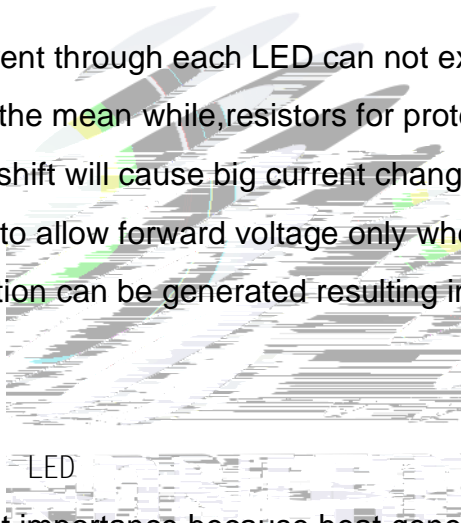 ent through each LED can not ex
the mean while,resistors for prote
shift will cause big current chang
to allow forward voltage only whe
tion can be generated resulting in
LED
t importance because heat gene